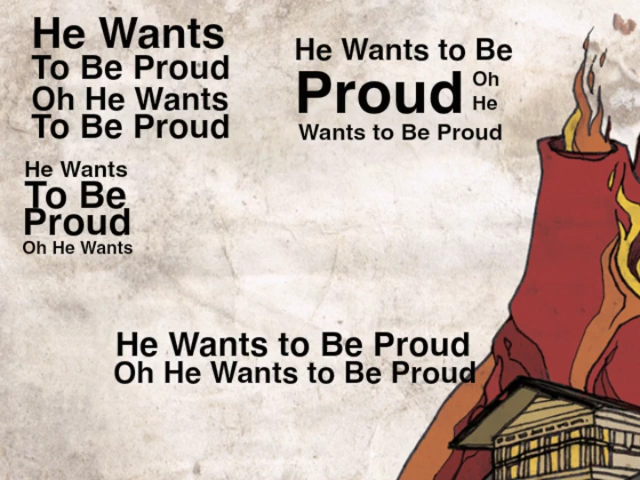 He Wants
To Be Proud
Oh He Wants
To Be Proud
He Wants to Be
Proud Oh
He
Wants to Be Proud
He Wants
To Be
Proud
Oh He Wants
He Wants to Be Proud
Oh He Wants to Be Proud